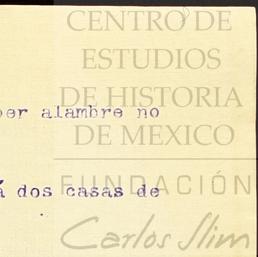 CENTRO DE
ESTUDIOS
DE HISTORIA
DE MEXICO
FUNDACIÓN
Carlos Slim
ber alambre no
á dos casas de